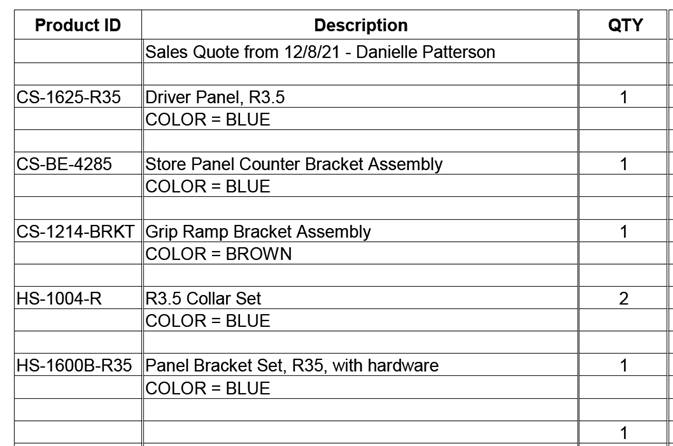 Product ID Description QTY
Sales Quote from 12/8/21 - Danielle Patterson
CS-1625-R35 Driver Panel, R3.5 1
COLOR = BLUE
CS-BE-4285 Store Panel Counter Bracket Assembly 1
COLOR = BLUE
CS-1214-BRKT Grip Ramp Bracket Assembly 1
COLOR = BROWN
HS-1004-R R3.5 Collar Set 2
COLOR = BLUE
HS-1600B-R35 Panel Bracket Set, R35, with hardware 1
COLOR = BLUE
1